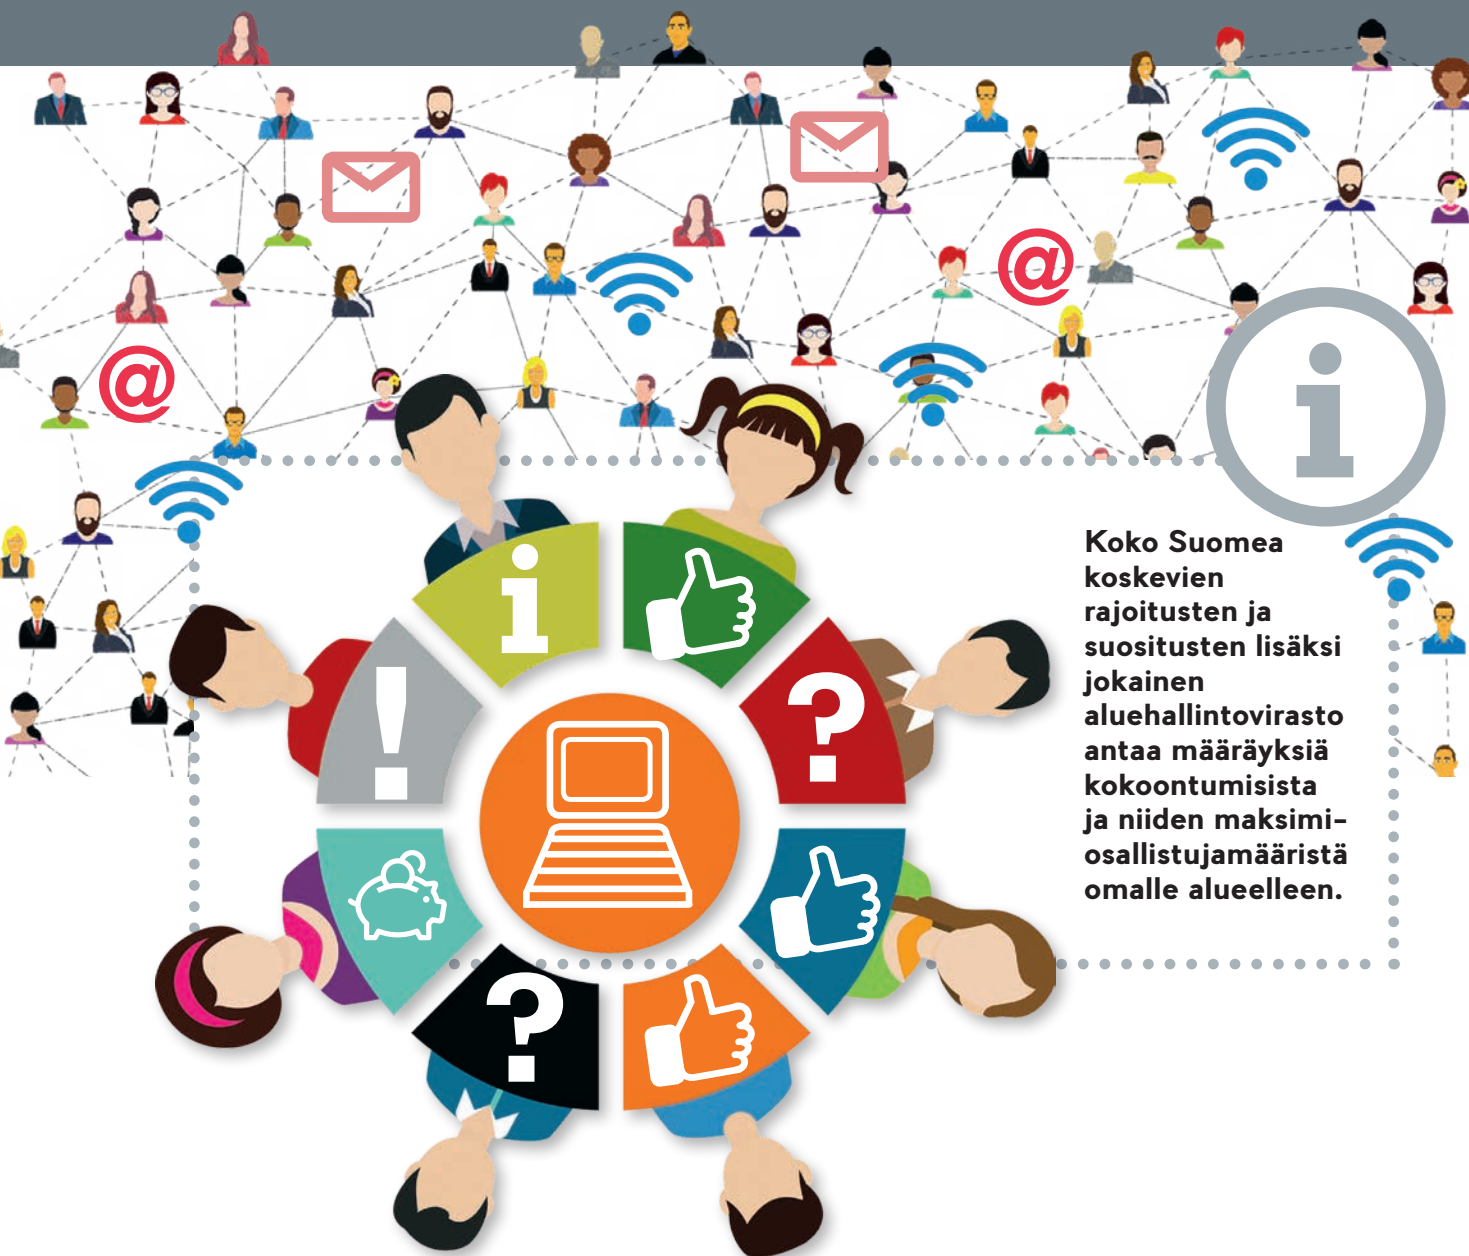 Koko Suomea
koskevien
rajoitusten ja
suositusten lisäksi
jokainen
aluehallintovirasto
antaa määräyksiä
kokoontumisista
ja niiden maksimi-
osallistujamääristä
omalle alueelleen.
@
@
i
i
!
?
?